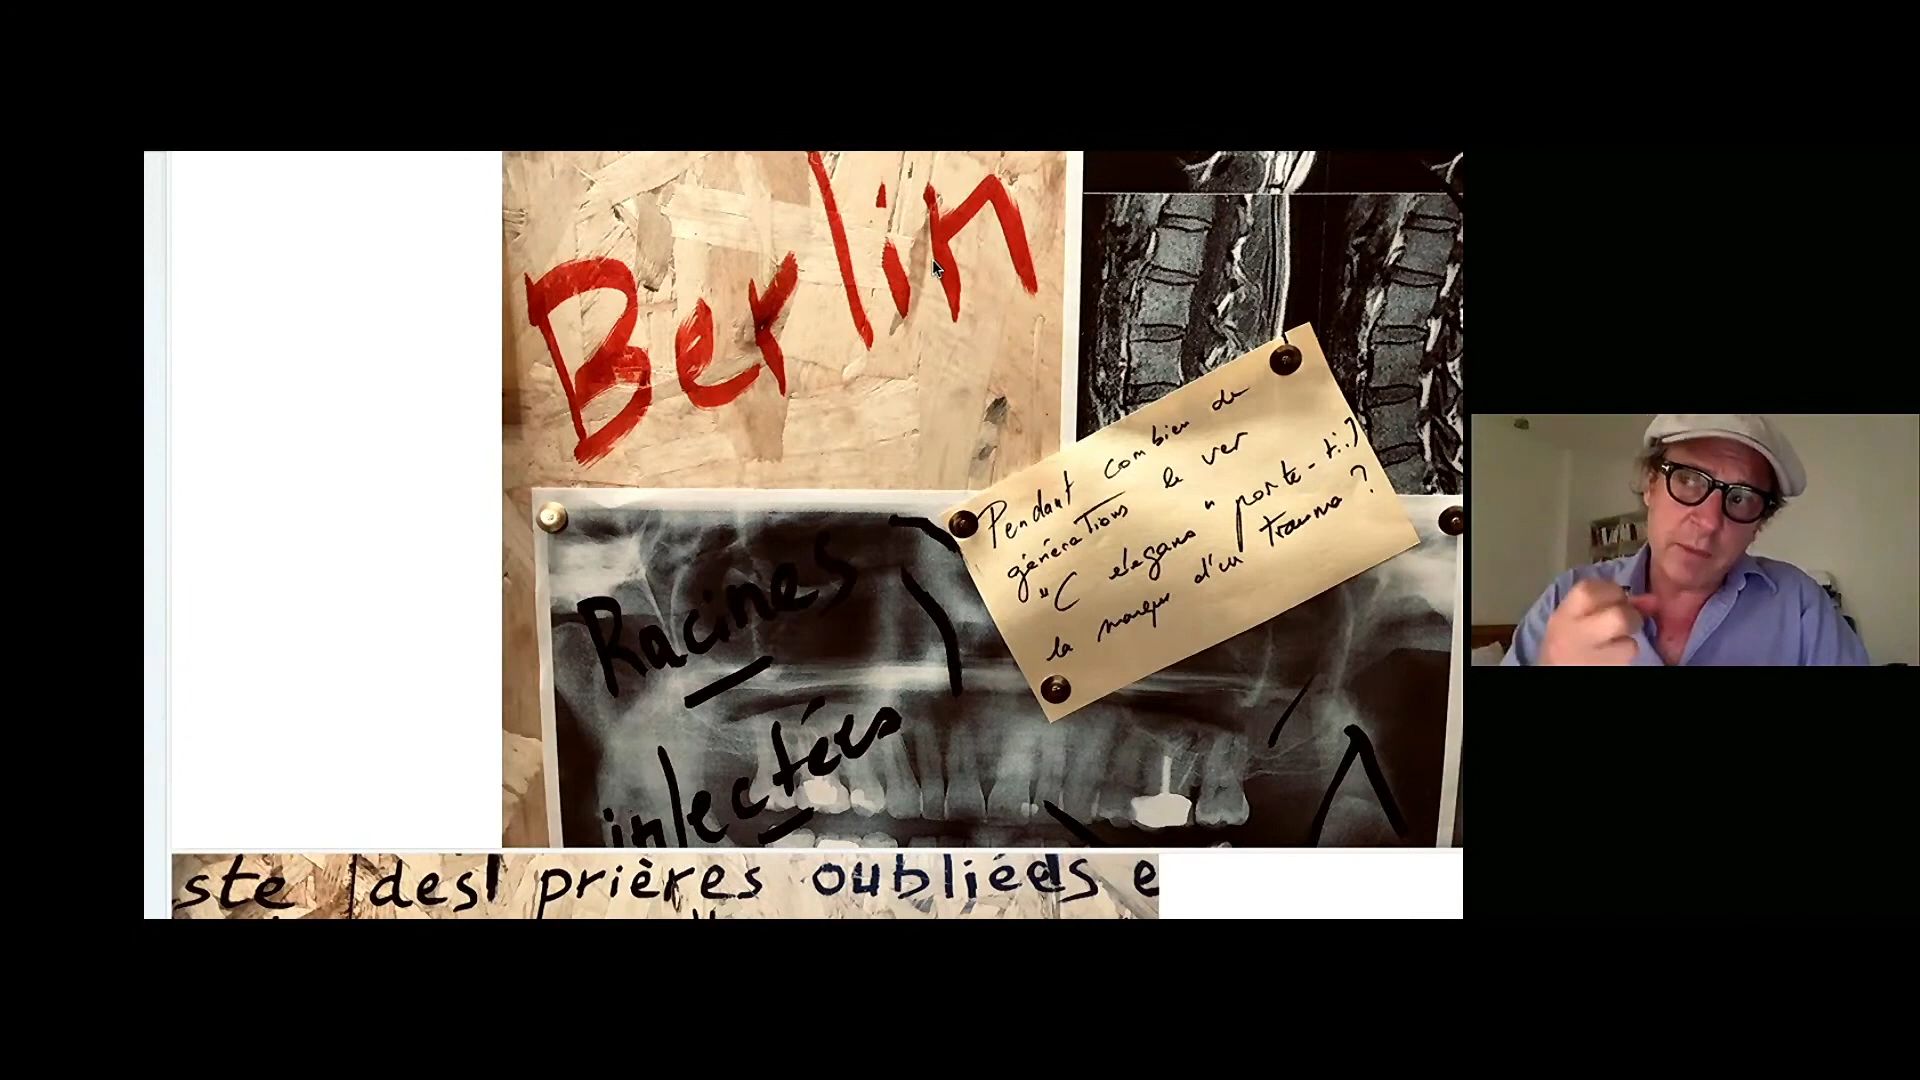 Berlin
Pendant combien de
générations le ver
"C elegans" porte-t-il
la marque d'un trauma ?
Racines
infectées
ste des prières oubliées e